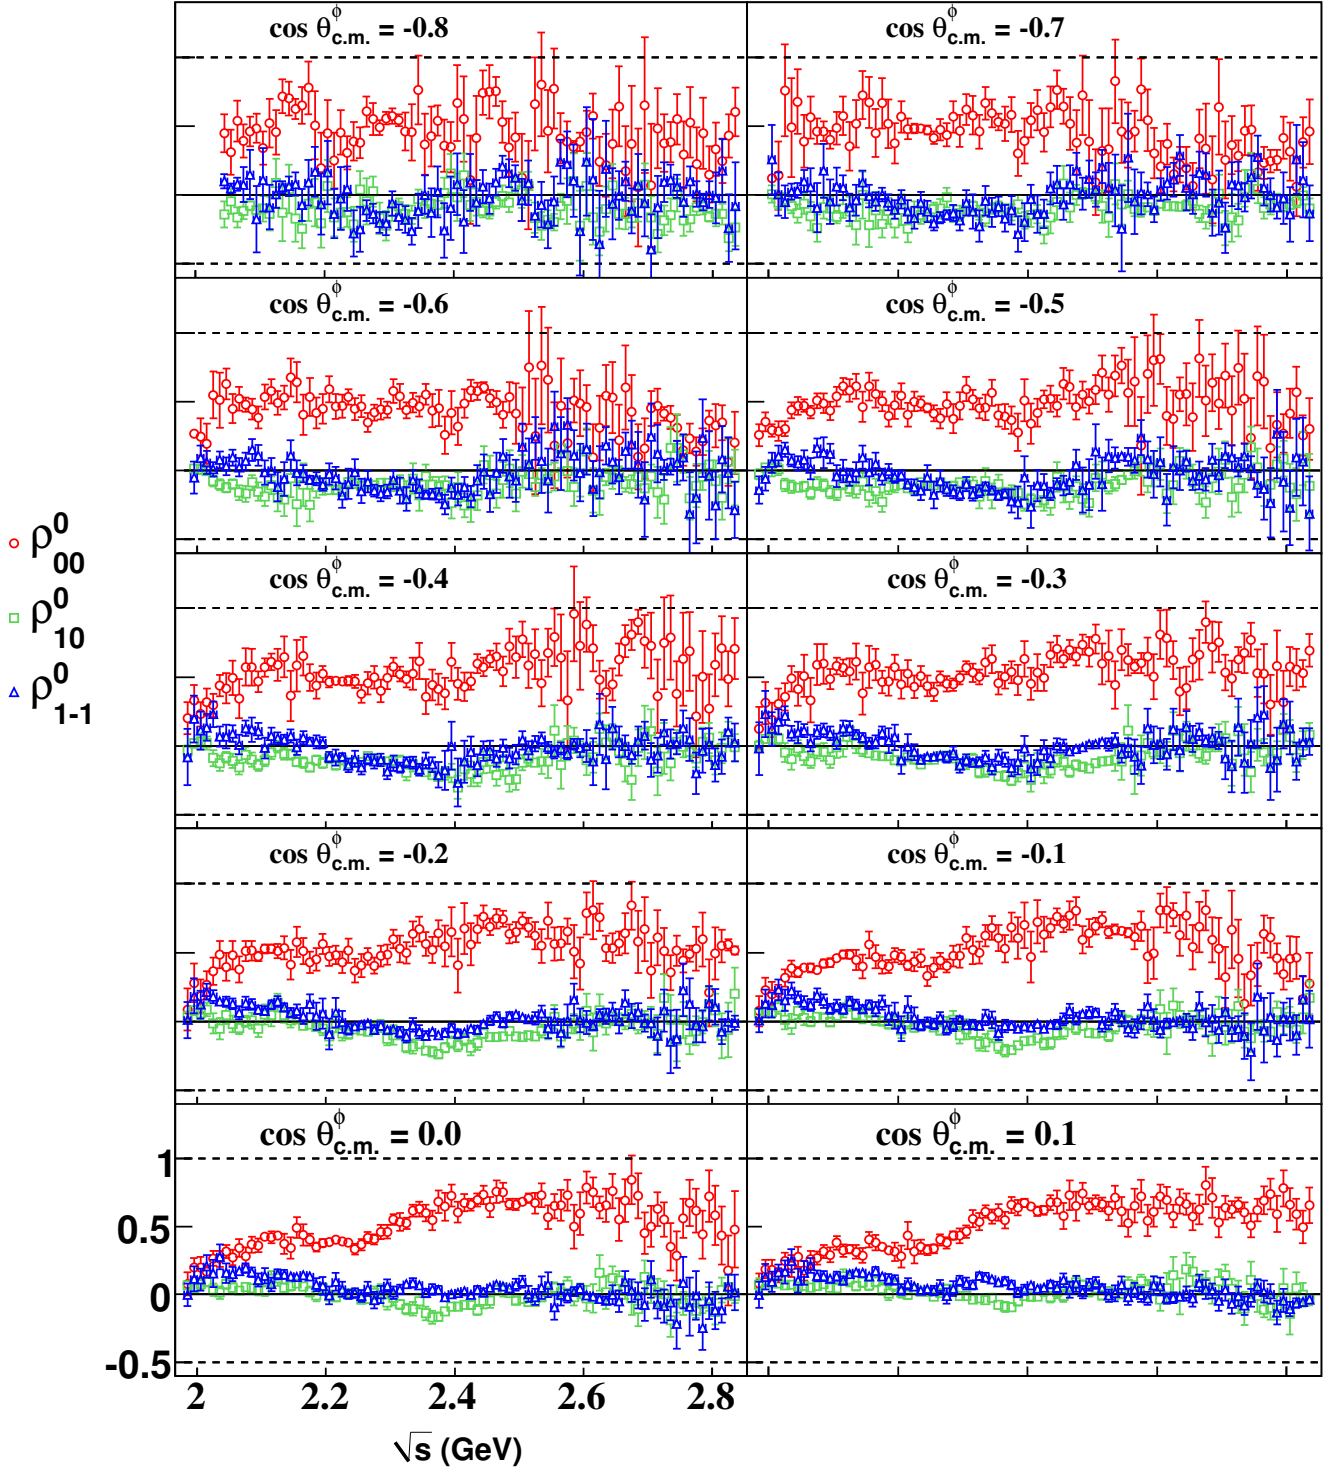 cos θ^ϕ_c.m. = -0.8
cos θ^ϕ_c.m. = -0.7
cos θ^ϕ_c.m. = -0.6
cos θ^ϕ_c.m. = -0.5
ρ^0_00
ρ^0_10
ρ^0_1-1
cos θ^ϕ_c.m. = -0.4
cos θ^ϕ_c.m. = -0.3
cos θ^ϕ_c.m. = -0.2
cos θ^ϕ_c.m. = -0.1
cos θ^ϕ_c.m. = 0.0
cos θ^ϕ_c.m. = 0.1
1
0.5
0
-0.5
2 2.2 2.4 2.6 2.8
√s (GeV)